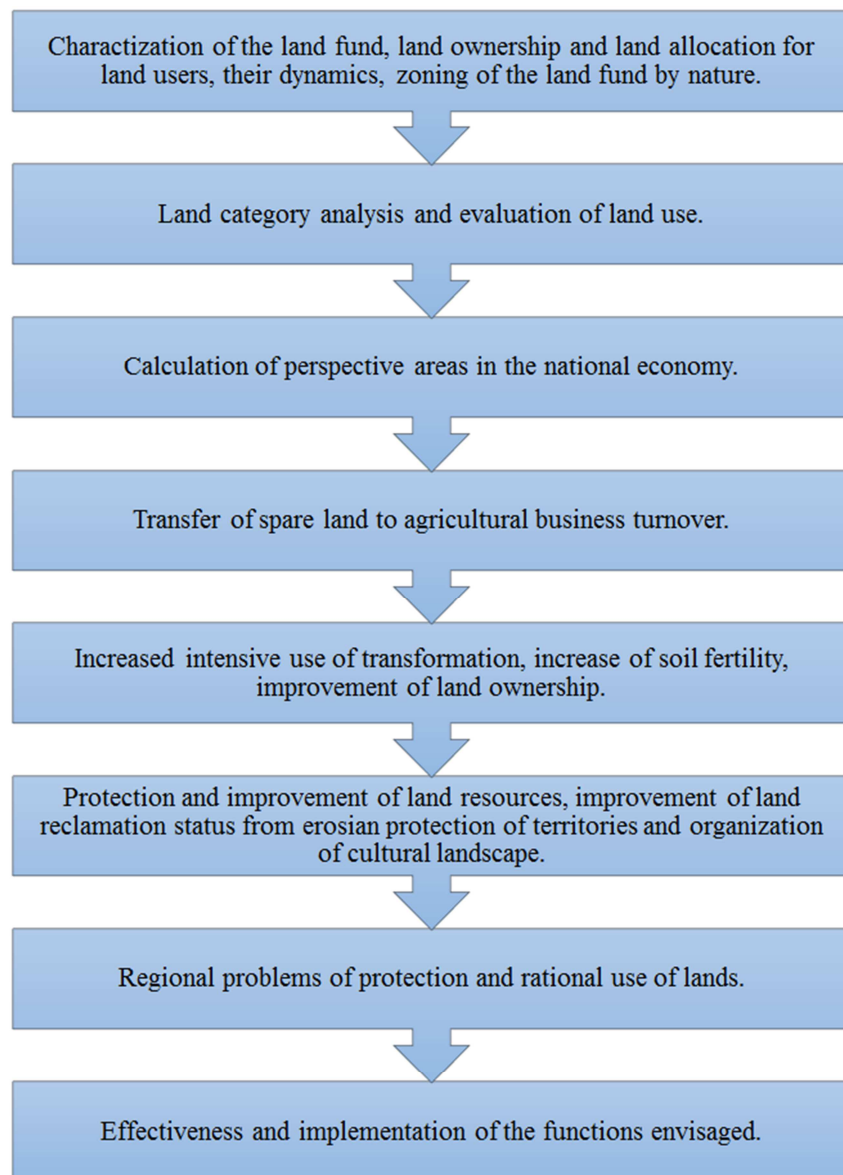 Charactization of the land fund, land ownership and land allocation for
land users, their dynamics, zoning of the land fund by nature.
Land category analysis and evaluation of land use.
Calculation of perspective areas in the national economy.
Transfer of spare land to agricultural business turnover.
Increased intensive use of transformation, increase of soil fertility,
improvement of land ownership.
Protection and improvement of land resources, improvement of land
reclamation status from erosian protection of territories and organization
of cultural landscape.
Regional problems of protection and rational use of lands.
Effectiveness and implementation of the functions envisaged.